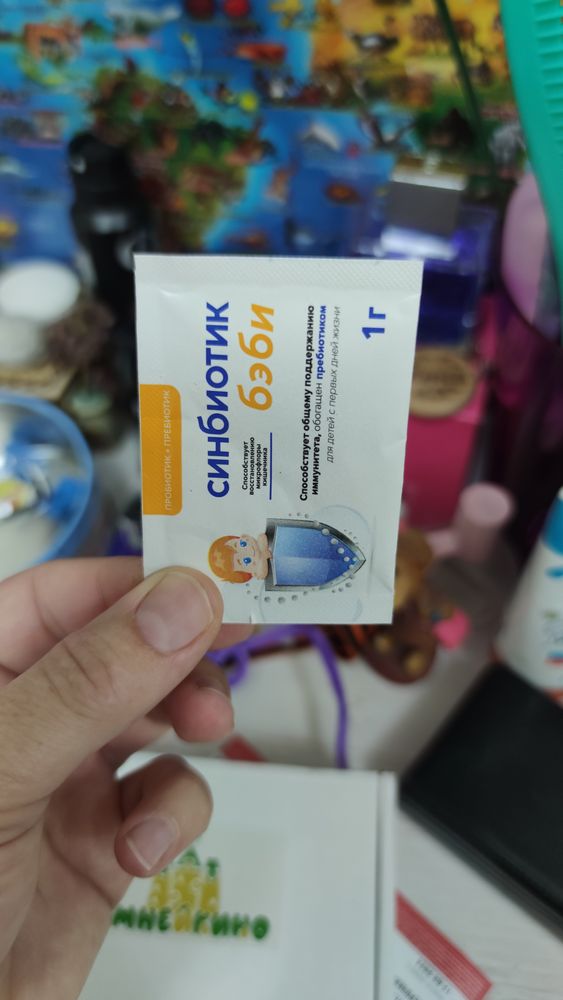 ПРОБИОТИК + ПРЕБИОТИК
СИНБИОТИК
бэби
Способствует
восстановлению
микрофлоры
кишечника
Способствует общему поддержанию
иммунитета, обогащен пребиотиком
для детей с первых дней жизни
1 г